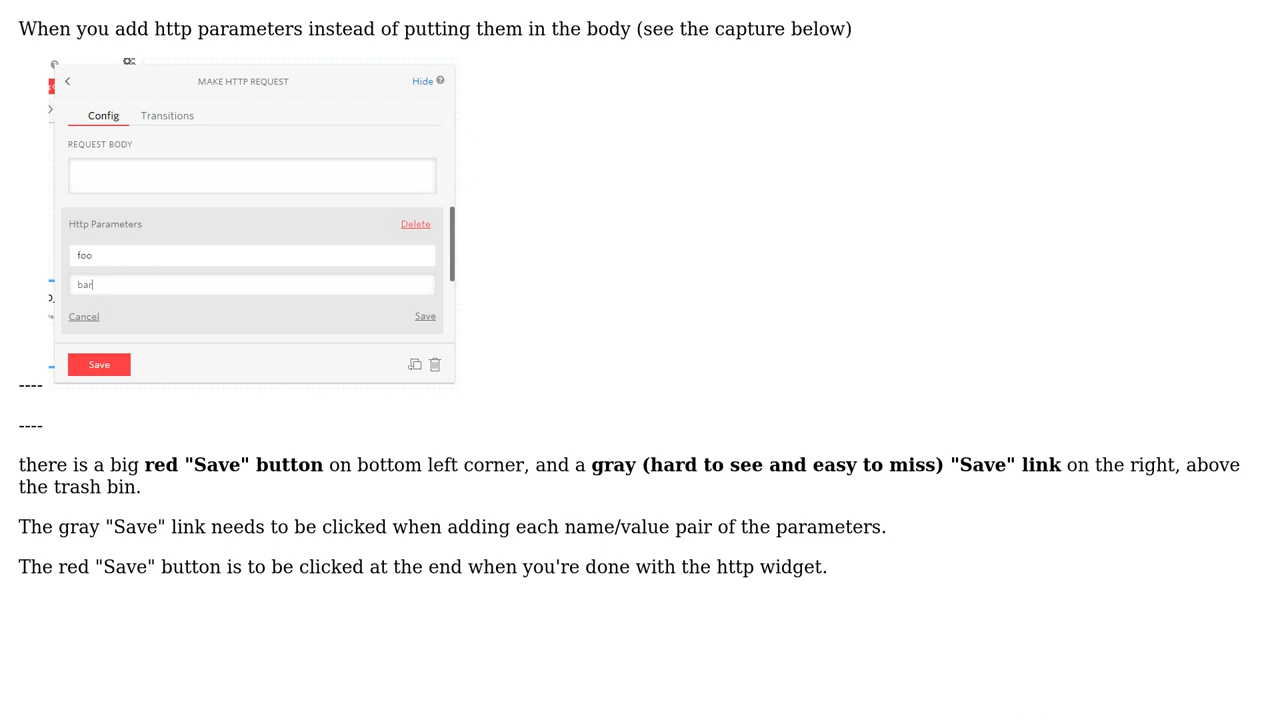 When you add http parameters instead of putting them in the body (see the capture below)
MAKE HTTP REQUEST
Hide
Config
Transitions
REQUEST BODY
Http Parameters
Delete
foo
bar
Cancel
Save
Save
----
----
there is a big red "Save" button on bottom left corner, and a gray (hard to see and easy to miss) "Save" link on the right, above
the trash bin.
The gray "Save" link needs to be clicked when adding each name/value pair of the parameters.
The red "Save" button is to be clicked at the end when you're done with the http widget.